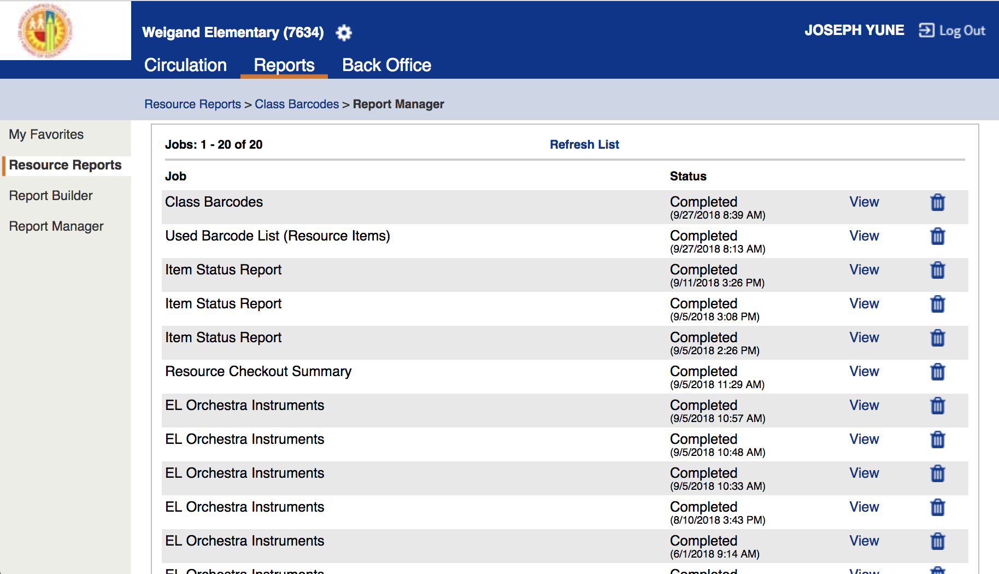 Weigand Elementary (7634)
JOSEPH YUNE
Log Out
Circulation
Reports
Back Office
Resource Reports > Class Barcodes > Report Manager
My Favorites
Resource Reports
Report Builder
Report Manager
Jobs: 1 - 20 of 20
Refresh List
Job Status
Class Barcodes Completed View
(9/27/2018 8:39 AM)
Used Barcode List (Resource Items) Completed View
(9/27/2018 8:13 AM)
Item Status Report Completed View
(9/11/2018 3:26 PM)
Item Status Report Completed View
(9/5/2018 3:08 PM)
Item Status Report Completed View
(9/5/2018 2:26 PM)
Resource Checkout Summary Completed View
(9/5/2018 11:29 AM)
EL Orchestra Instruments Completed View
(9/5/2018 10:57 AM)
EL Orchestra Instruments Completed View
(9/5/2018 10:48 AM)
EL Orchestra Instruments Completed View
(9/5/2018 10:33 AM)
EL Orchestra Instruments Completed View
(8/10/2018 3:43 PM)
EL Orchestra Instruments Completed View
(6/1/2018 9:14 AM)
EL Orchestra Instruments Completed View